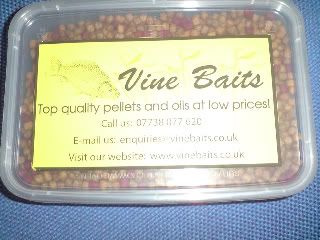 Vine Baits
Top quality pellets and oils at low prices!
Call us: 07738 077 620
E-mail us: enquiries@vinebaits.co.uk
Visit our website: www.vinebaits.co.uk